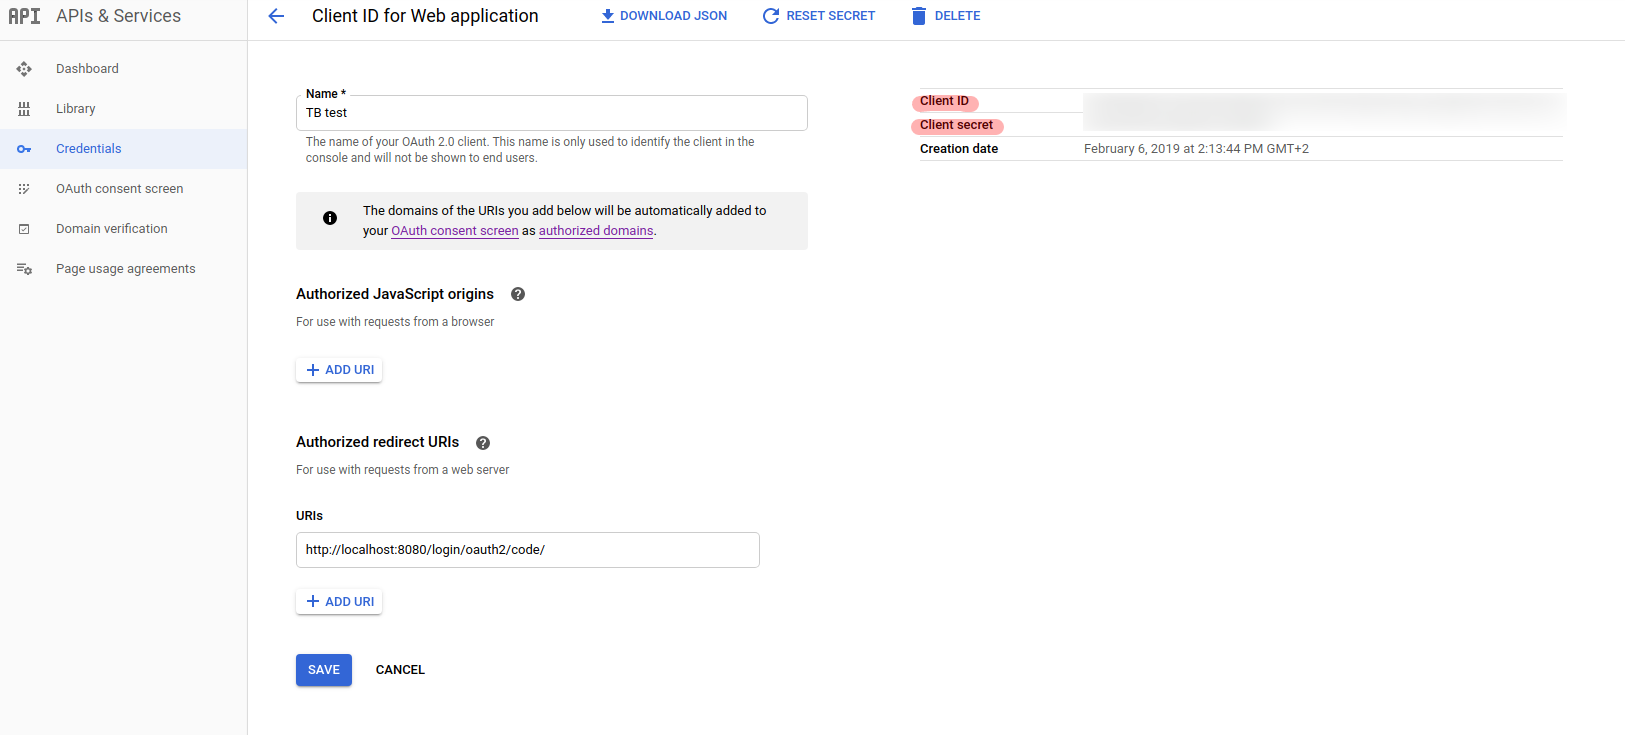 API APIs & Services
Client ID for Web application
DOWNLOAD JSON
RESET SECRET
DELETE
Dashboard
Library
Credentials
OAuth consent screen
Domain verification
Page usage agreements
Name *
TB test
The name of your OAuth 2.0 client. This name is only used to identify the client in the
console and will not be shown to end users.
The domains of the URIs you add below will be automatically added to
your OAuth consent screen as authorized domains.
Authorized JavaScript origins
For use with requests from a browser
ADD URI
Authorized redirect URIs
For use with requests from a web server
URIs
http://localhost:8080/login/oauth2/code/
ADD URI
SAVE
CANCEL
Client ID
Client secret
Creation date
February 6, 2019 at 2:13:44 PM GMT+2